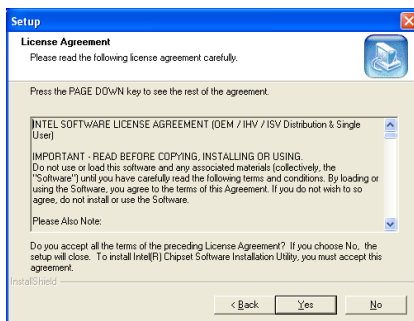 Setup
License Agreement
Please read the following license agreement carefully.
Press the PAGE DOWN key to see the rest of the agreement.
INTEL SOFTWARE LICENSE AGREEMENT (OEM / IHV / ISV Distribution & Single
User)
IMPORTANT - READ BEFORE COPYING, INSTALLING OR USING.
Do not use or load this software and any associated materials (collectively, the
"Software") until you have carefully read the following terms and conditions. By loading or
using the Software, you agree to the terms of this Agreement. If you do not wish to so
agree, do not install or use the Software.
Please Also Note:
Do you accept all the terms of the preceding License Agreement? If you choose No, the
setup will close. To install Intel(R) Chipset Software Installation Utility, you must accept this
agreement.
InstallShield
< Back
Yes
No